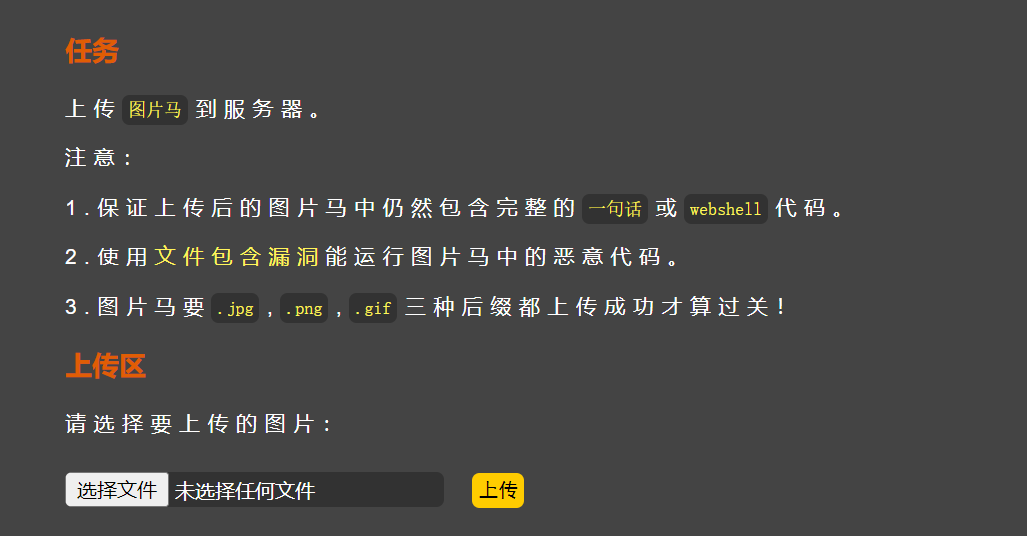 任务
上传 图片马 到服务器。
注意:
1.保证上传后的图片马中仍然包含完整的 一句话 或 webshell 代码。
2.使用文件包含漏洞能运行图片马中的恶意代码。
3.图片马要 .jpg , .png , .gif 三种后缀都上传成功才算过关!
上传区
请选择要上传的图片:
选择文件 未选择任何文件 上传